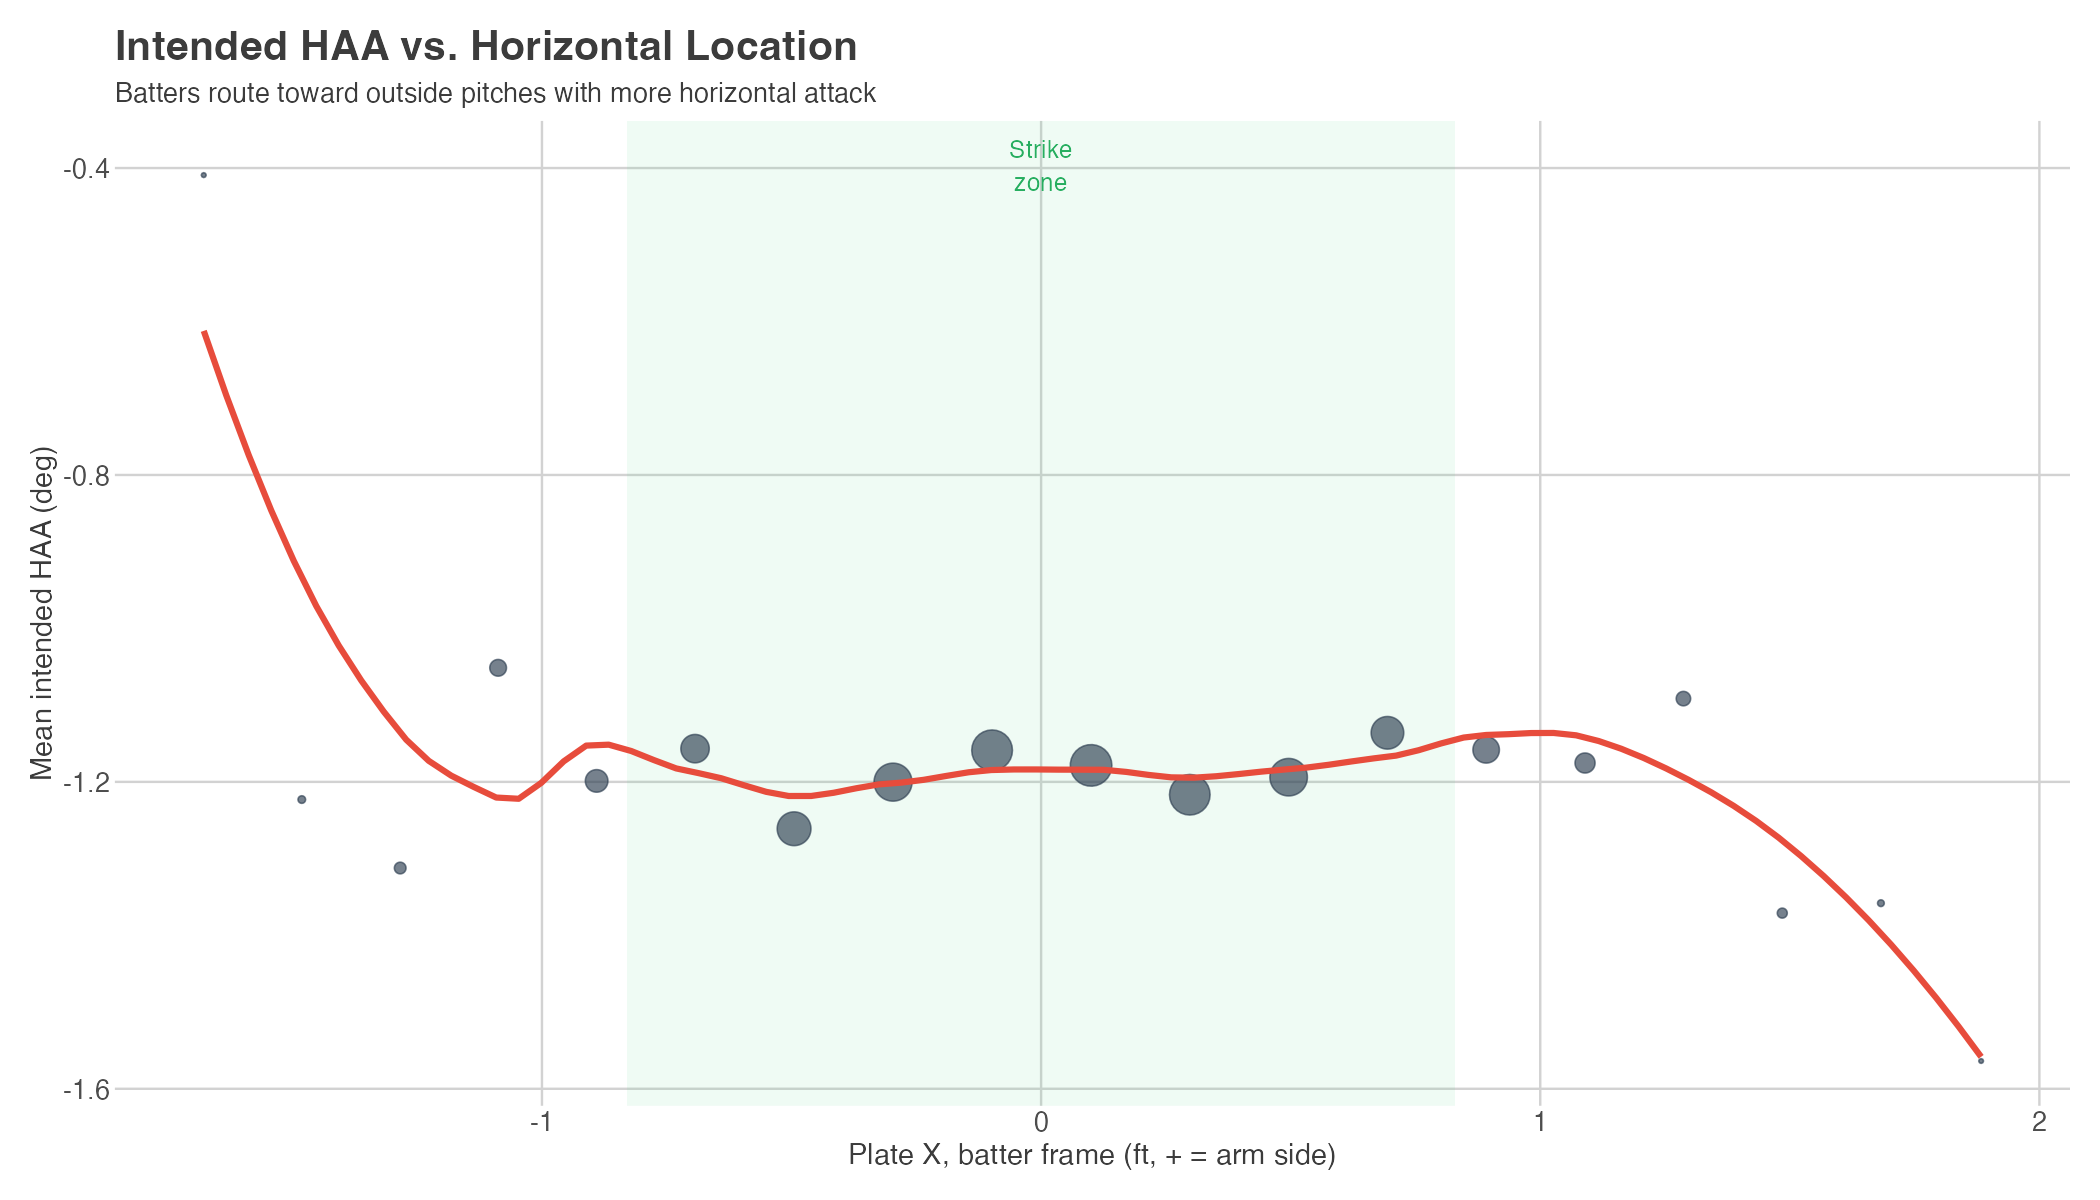 Intended HAA vs. Horizontal Location
Batters route toward outside pitches with more horizontal attack
Strike
zone
Mean intended HAA (deg)
-0.4
-0.8
-1.2
-1.6
-1
0
1
2
Plate X, batter frame (ft, + = arm side)